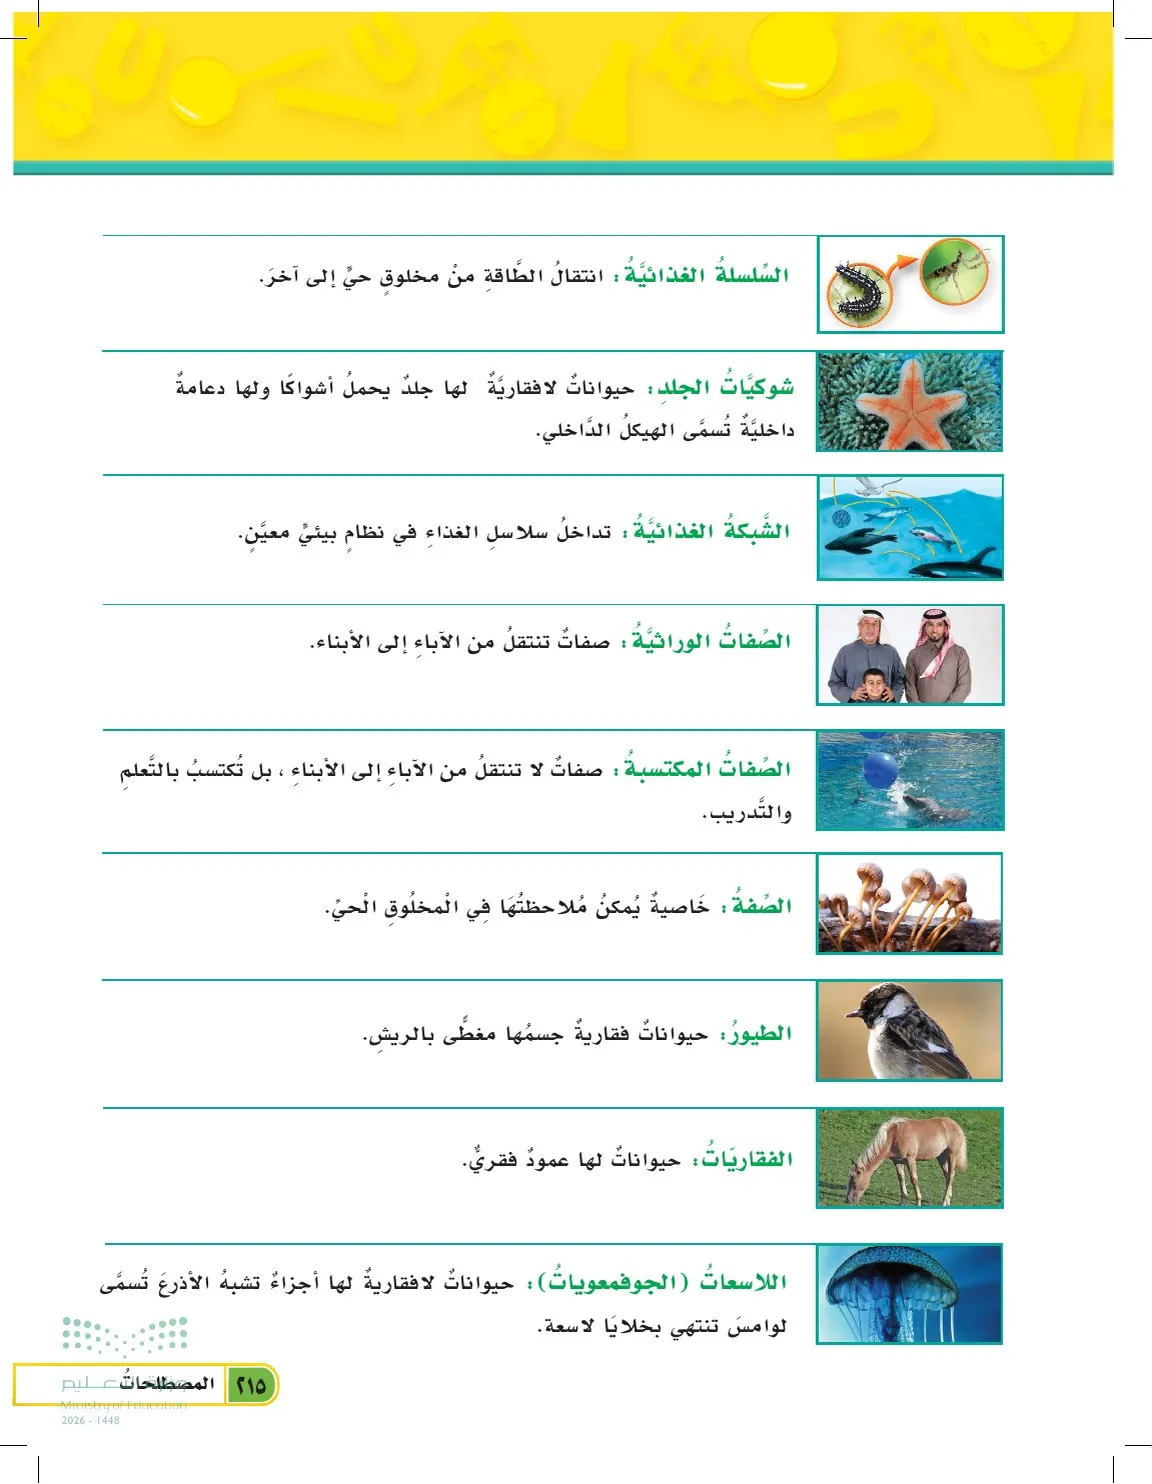 السِّلسلةُ الغذائيَّةُ: انتقالُ الطَّاقةِ منْ مخلوقٍ حيٍّ إلى آخرَ.
شوكيَّاتُ الجلدِ: حيواناتٌ لافقاريَّةٌ لها جلدٌ يحملُ أشواكًا ولها دعامةٌ
داخليَّةٌ تُسمَّى الهيكلُ الدَّاخلي.
الشَّبكةُ الغذائيَّةُ: تداخلُ سلاسلِ الغذاءِ في نظامٍ بيئيٍّ معيَّنٍ.
الصِّفاتُ الوراثيَّةُ: صفاتٌ تنتقلُ من الآباءِ إلى الأبناء.
الصِّفاتُ المكتسبةُ: صفاتٌ لا تنتقلُ من الآباءِ إلى الأبناءِ ، بل تُكتسبُ بالتَّعلمِ
والتَّدريب.
الصِّفةُ: خَاصيةٌ يُمكنُ مُلاحظتُهَا فِي الْمخلُوقِ الْحيِّ.
الطيورُ: حيواناتٌ فقاريةٌ جسمُها مغطًّى بالريشِ.
الفقاريّاتُ: حيواناتٌ لها عمودٌ فقريٌّ.
اللاسعاتُ (الجوفمعوياتُ): حيواناتٌ لافقاريةٌ لها أجزاءٌ تشبهُ الأذرعَ تُسمَّى
لوامسَ تنتهي بخلايَا لاسعة.
٢١٥ المصطلحاتُ
وزارة التعليم
Ministry of Education
2026 - 1448